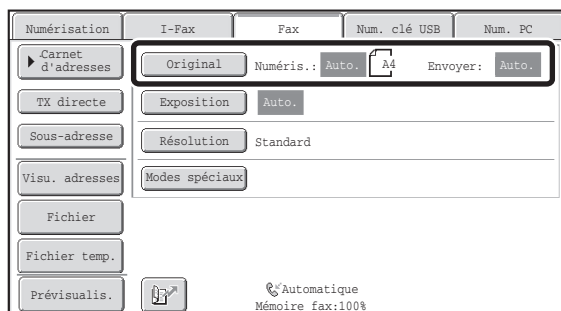 Numérisation I-Fax Fax Num. clé USB Num. PC
Carnet
d'adresses
Original Numéris.: Auto. A4 Envoyer: Auto.
TX directe Exposition Auto.
Sous-adresse Résolution Standard
Visu. adresses Modes spéciaux
Fichier
Fichier temp.
Prévisualis. Automatique
Mémoire fax:100%